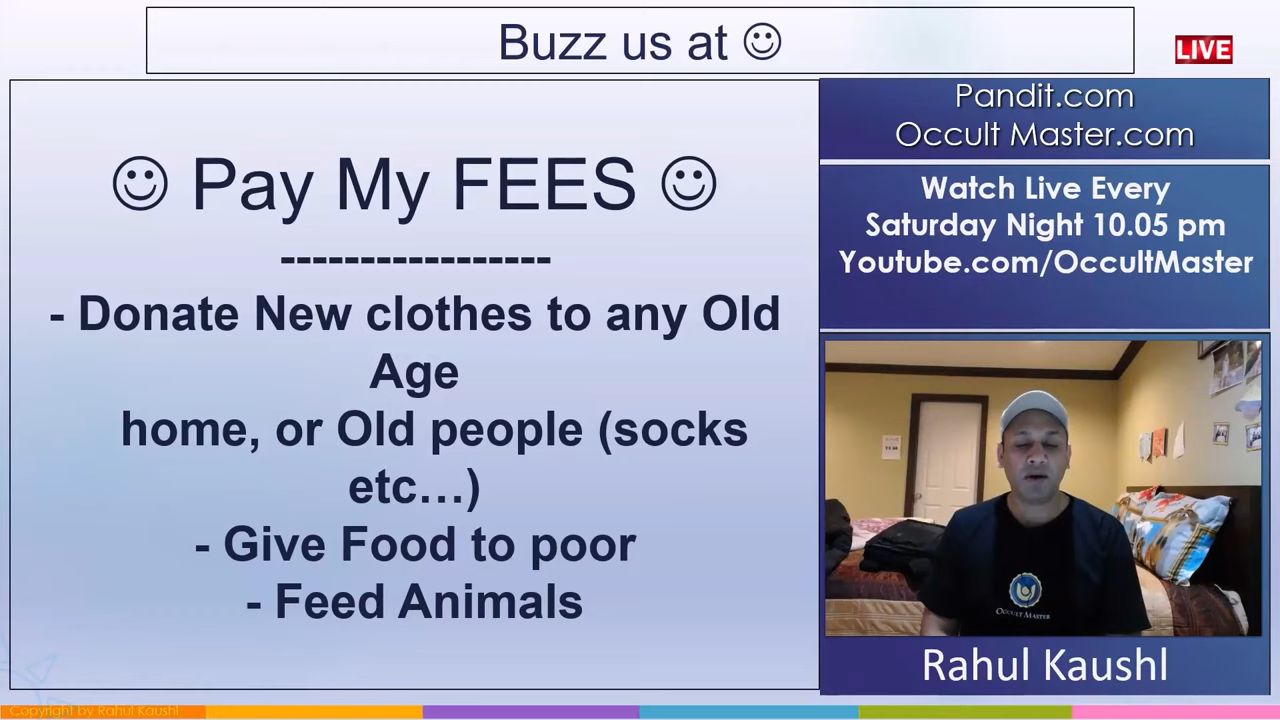 Buzz us at ☺
LIVE
☺ Pay My FEES ☺
-----------------
- Donate New clothes to any Old
Age
home, or Old people (socks
etc…)
- Give Food to poor
- Feed Animals
Pandit.com
Occult Master.com
Watch Live Every
Saturday Night 10.05 pm
Youtube.com/OccultMaster
Occult Master
Rahul Kaushl
Copyright by Rahul Kaushl